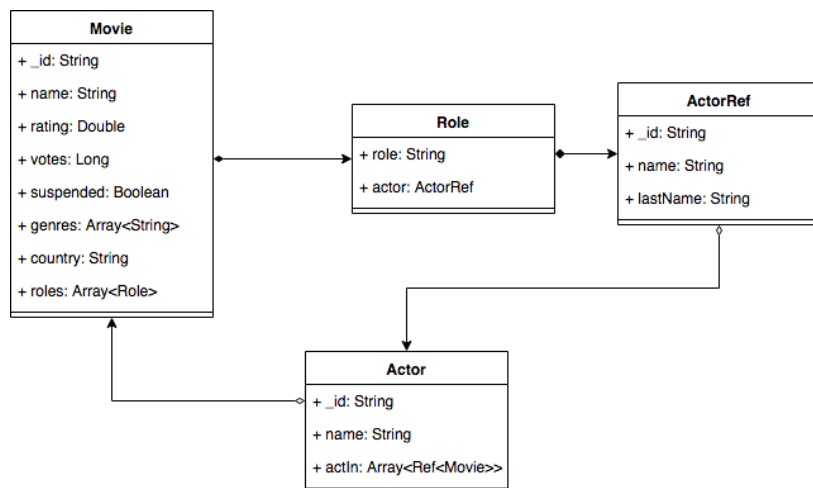 Movie
+ _id: String
+ name: String
+ rating: Double
+ votes: Long
+ suspended: Boolean
+ genres: Array<String>
+ country: String
+ roles: Array<Role>
Role
+ role: String
+ actor: ActorRef
ActorRef
+ _id: String
+ name: String
+ lastName: String
Actor
+ _id: String
+ name: String
+ actIn: Array<Ref<Movie>>